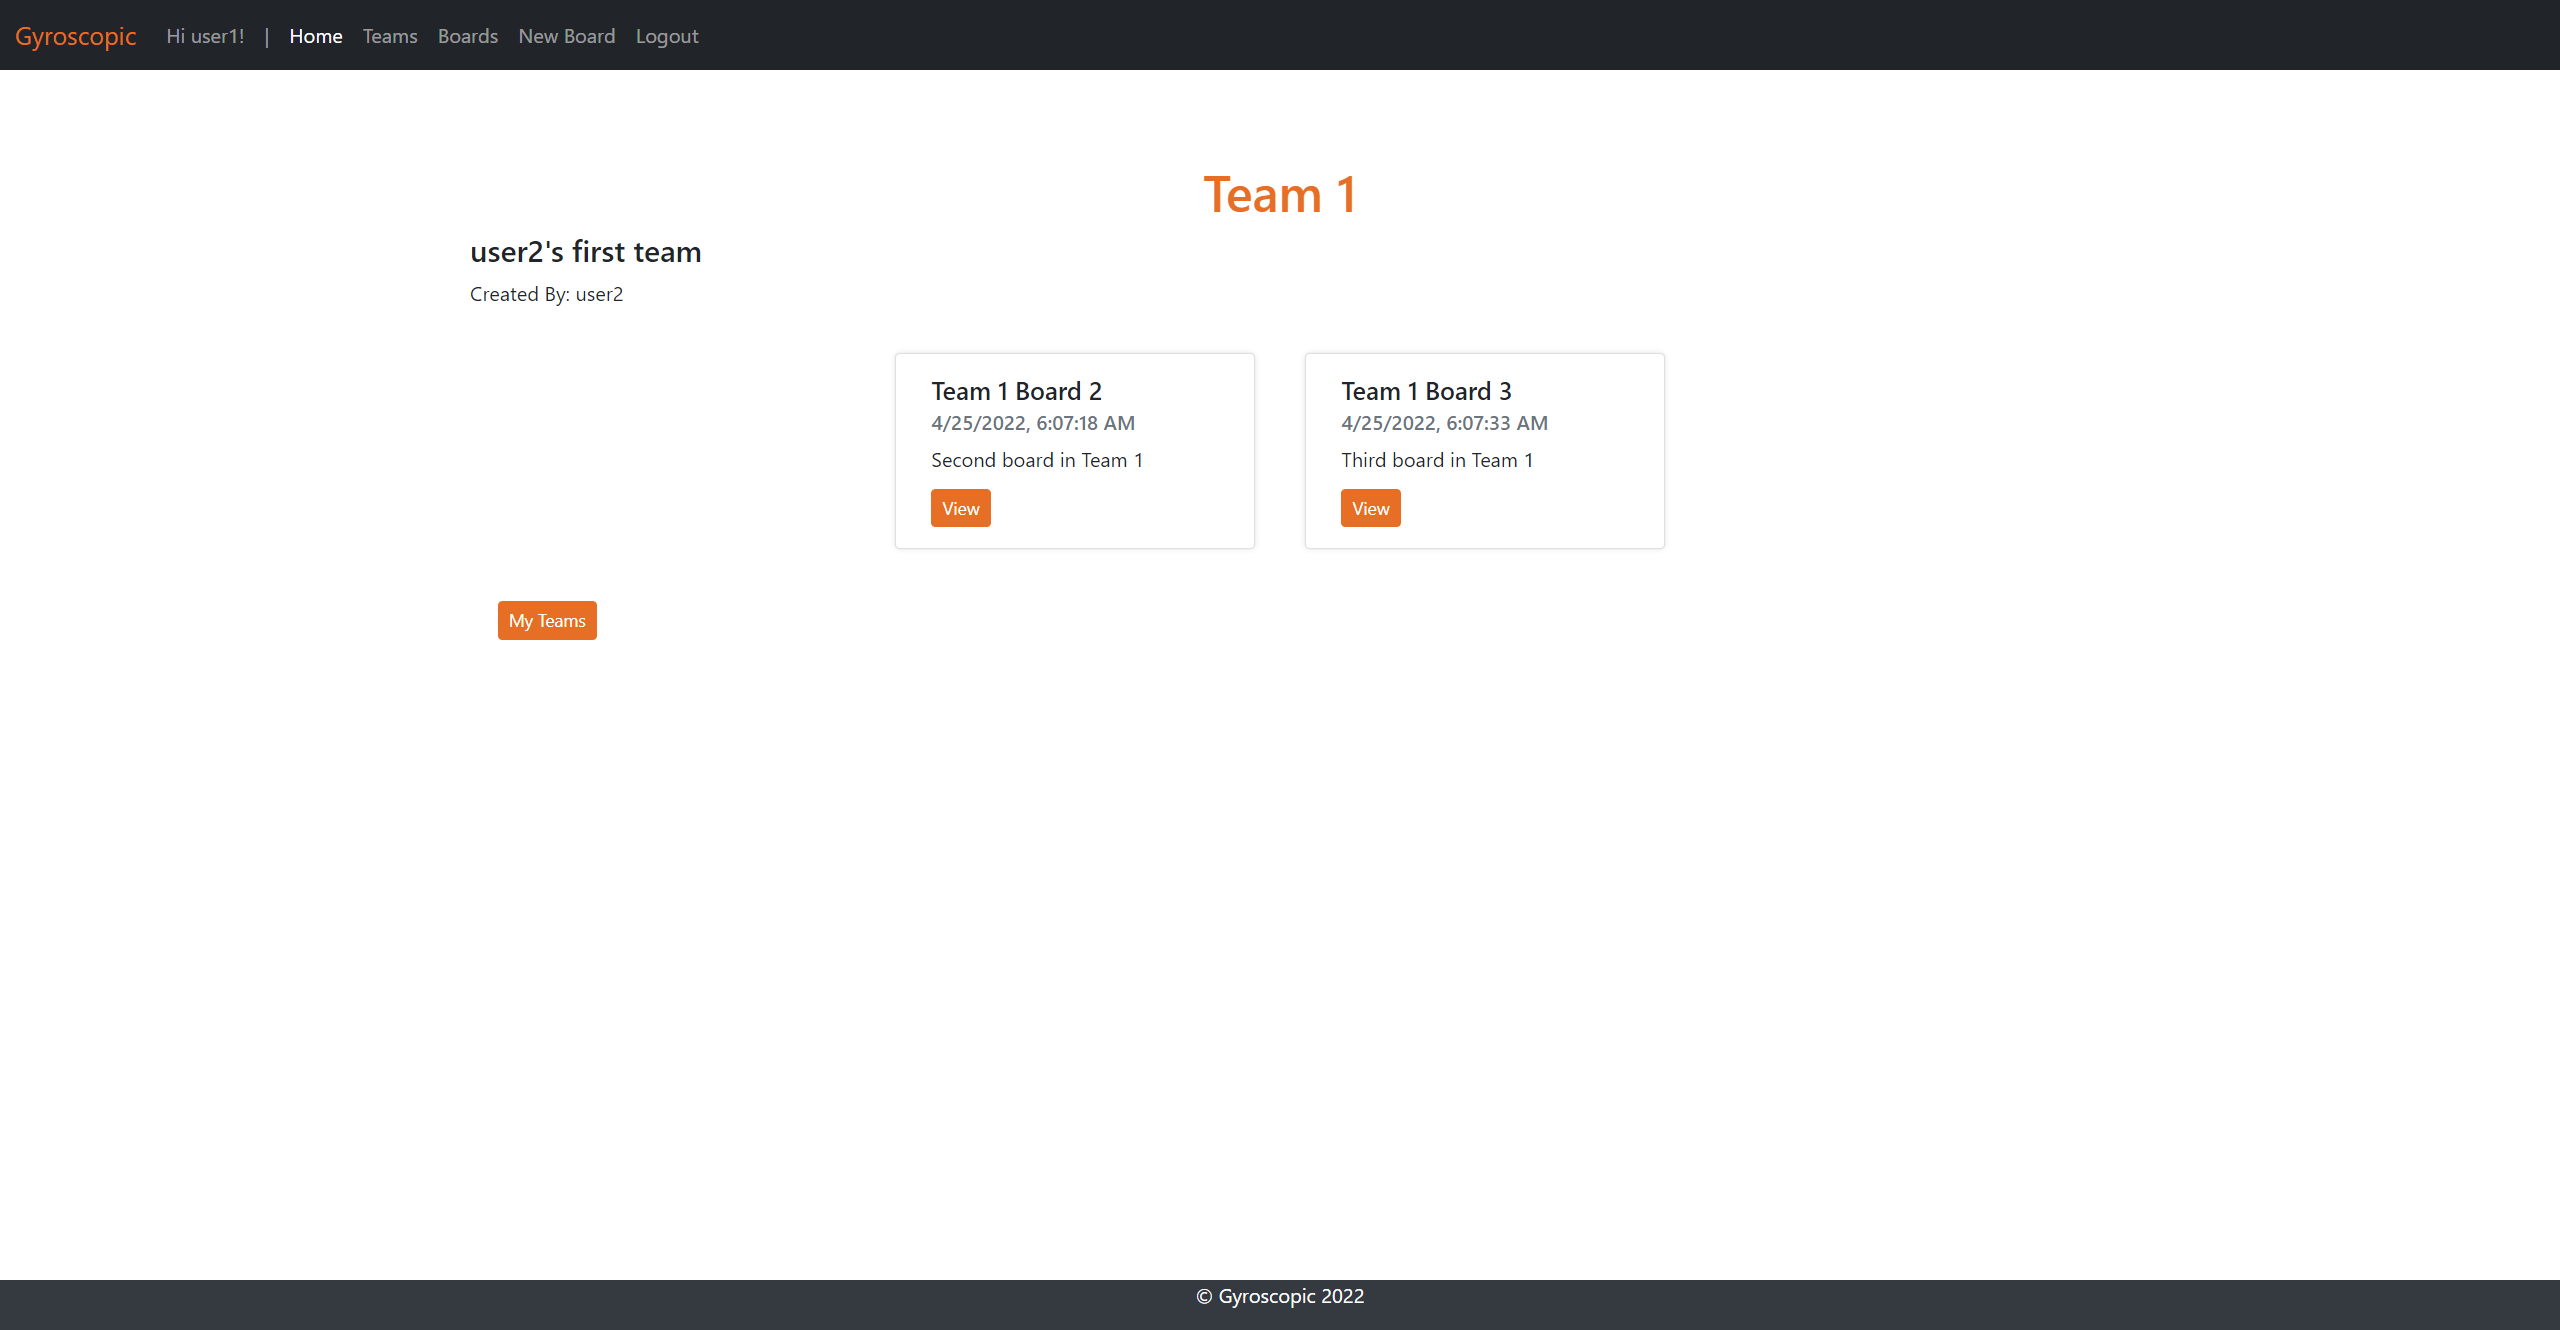 Gyroscopic Hi user1! | Home Teams Boards New Board Logout
Team 1
user2's first team
Created By: user2
Team 1 Board 2
4/25/2022, 6:07:18 AM
Second board in Team 1
View
Team 1 Board 3
4/25/2022, 6:07:33 AM
Third board in Team 1
View
My Teams
© Gyroscopic 2022